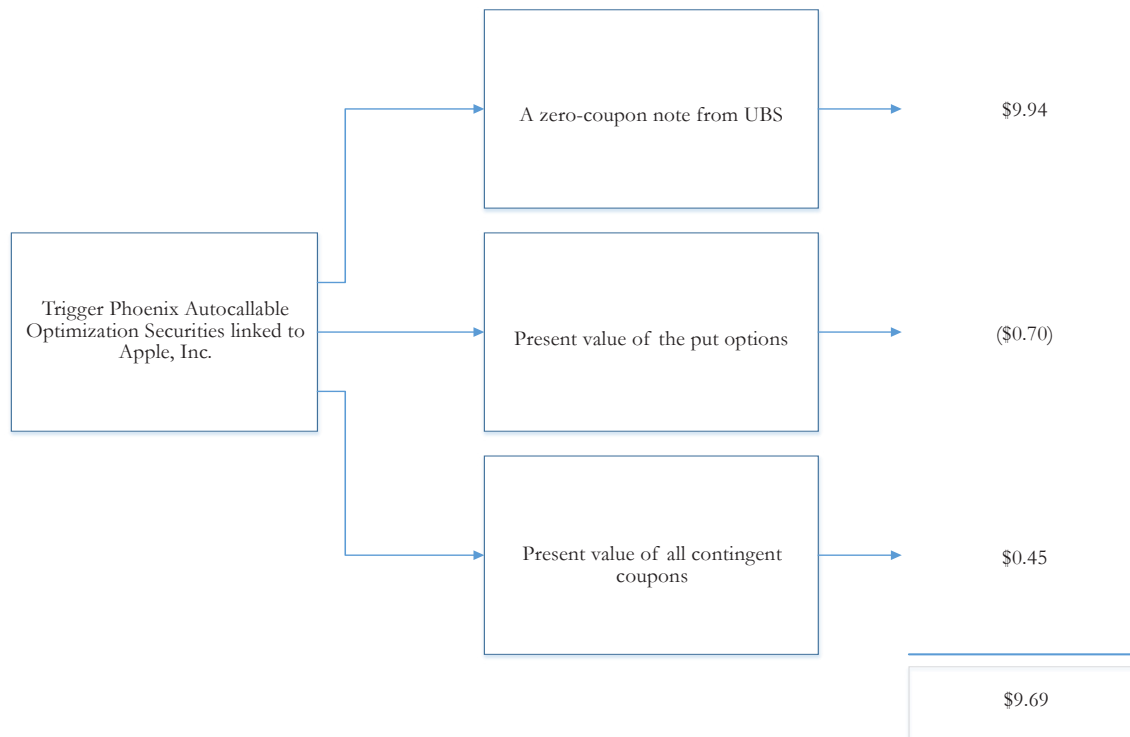 A zero-coupon note from UBS
$9.94
Trigger Phoenix Autocallable
Optimization Securities linked to
Apple, Inc.
Present value of the put options
($0.70)
Present value of all contingent
coupons
$0.45
$9.69